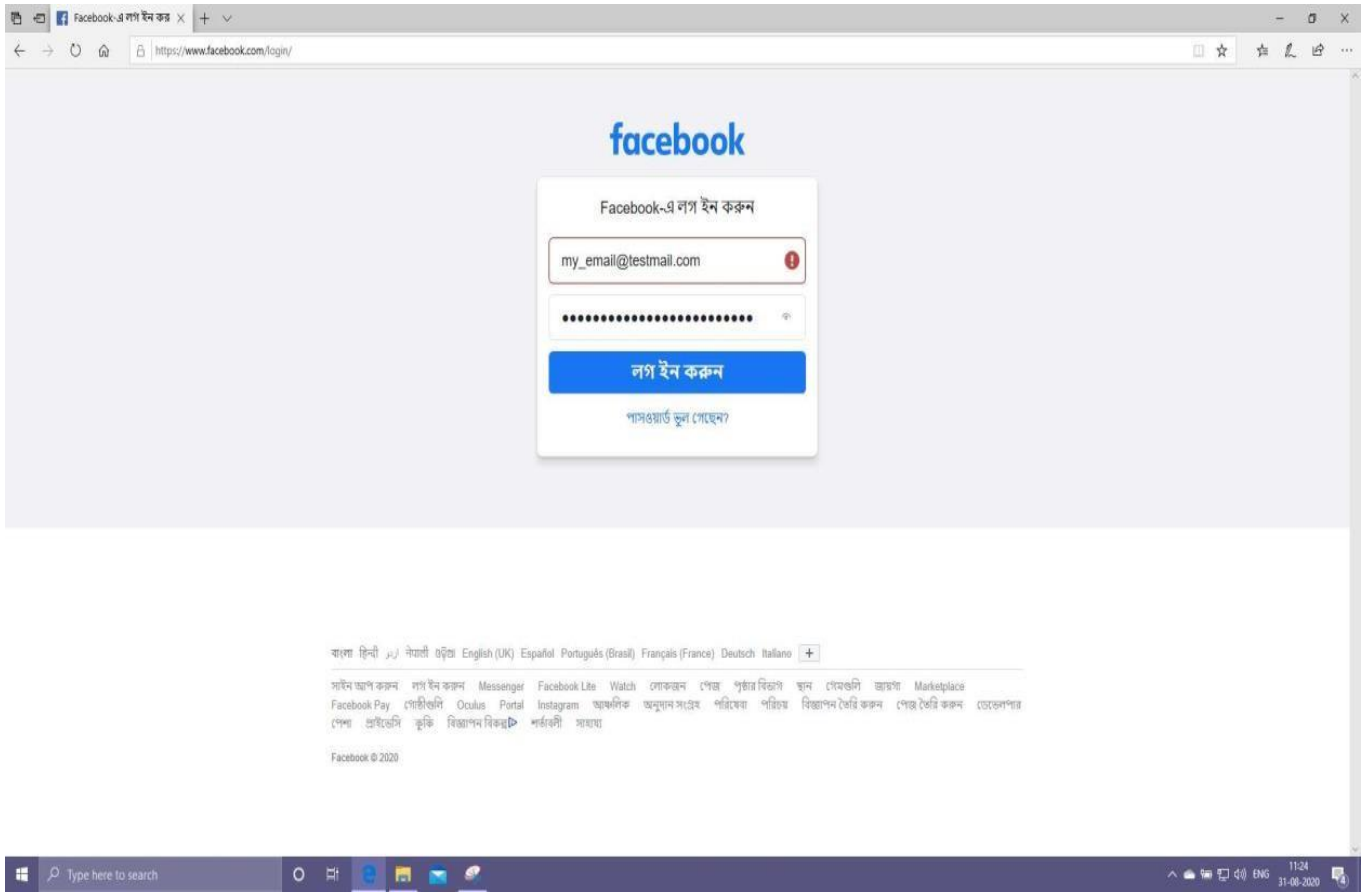 Facebook-এ লগ ইন কর
https://www.facebook.com/login/
facebook
Facebook-এ লগ ইন করুন
my_email@testmail.com
লগ ইন করুন
পাসওয়ার্ড ভুল গেছেন?
বাংলা हिन्दी اردو नेपाली ଓଡ଼ିଆ English (UK) Español Português (Brasil) Français (France) Deutsch Italiano
সাইন আপ করুন লগ ইন করুন Messenger Facebook Lite Watch লোকজন পেজ পৃষ্ঠার বিভাগ স্থান গেমগুলি জায়গা Marketplace
Facebook Pay গোষ্ঠীগুলি Oculus Portal Instagram আঞ্চলিক অনুদান সংগ্রহ পরিষেবা পরিচয় বিজ্ঞাপন তৈরি করুন পেজ তৈরি করুন ডেভেলপার
পেশা প্রাইভেসি কুকি বিজ্ঞাপন বিকল্প শর্তাবলী সাহায্য
Facebook © 2020
Type here to search
ENG
11:24
31-08-2020
4